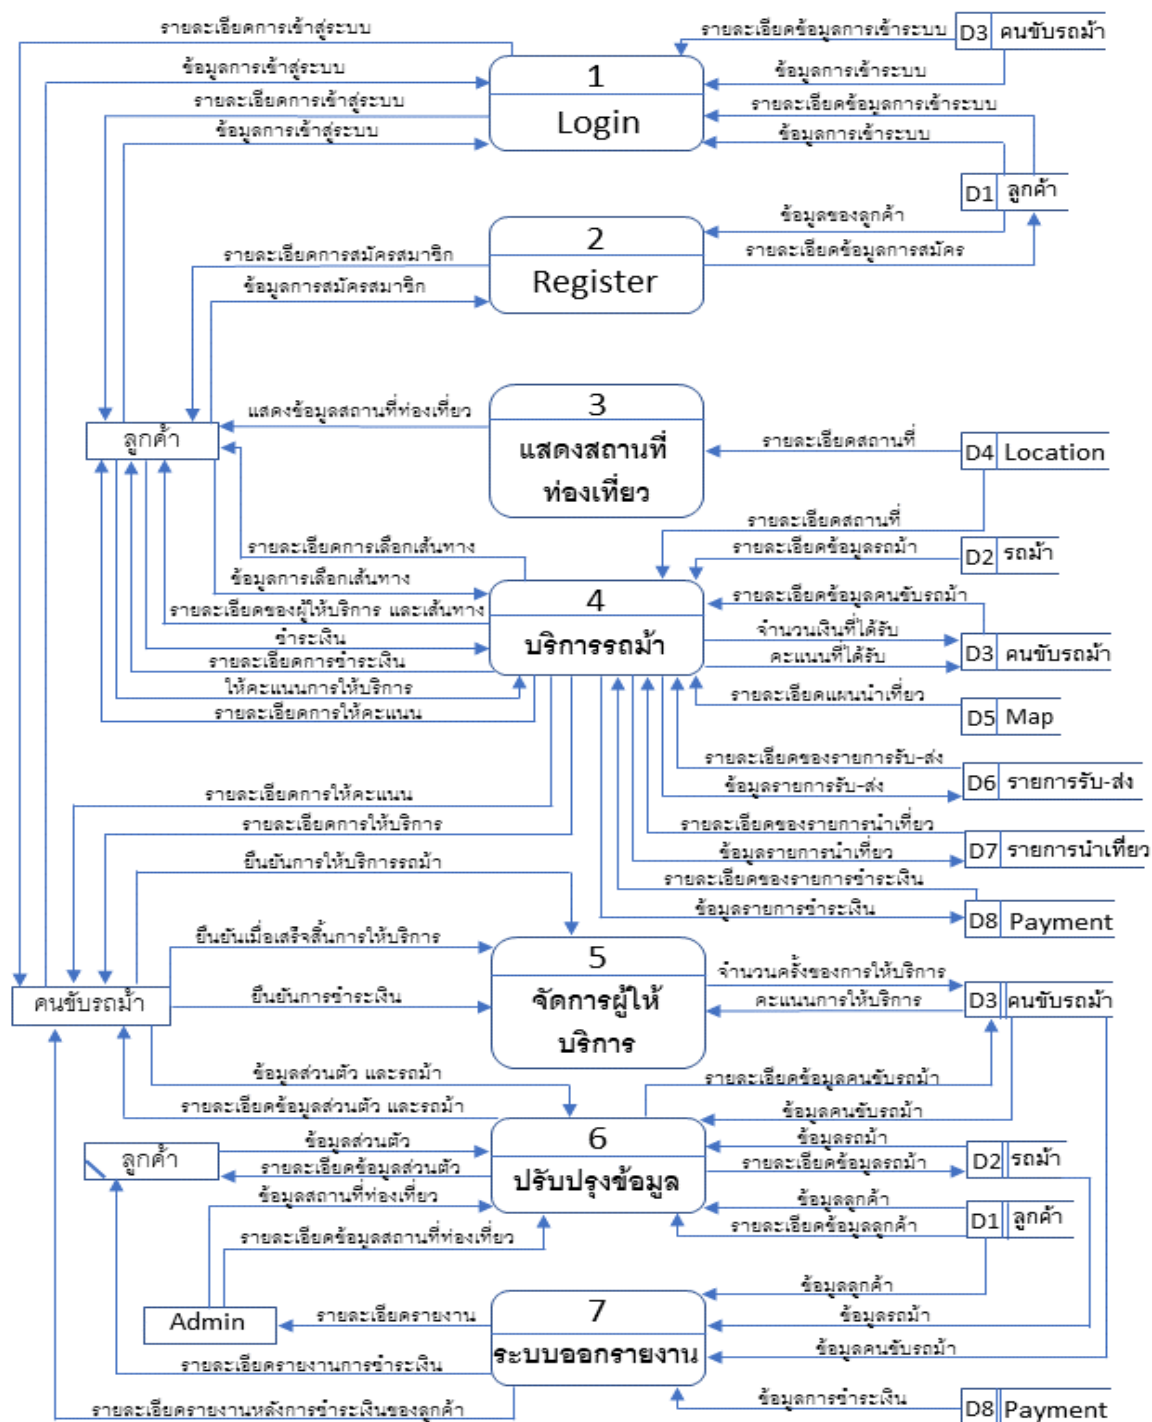 รายละเอียดการเข้าสู่ระบบ
รายละเอียดข้อมูลการเข้าระบบ
D3 คนขับรถม้า
ข้อมูลการเข้าสู่ระบบ
1
ข้อมูลการเข้าระบบ
รายละเอียดการเข้าสู่ระบบ
Login
รายละเอียดข้อมูลการเข้าระบบ
ข้อมูลการเข้าสู่ระบบ
ข้อมูลการเข้าระบบ
D1 ลูกค้า
ข้อมูลของลูกค้า
2
รายละเอียดการสมัครสมาชิก
รายละเอียดข้อมูลการสมัคร
ข้อมูลการสมัครสมาชิก
Register
3
แสดงข้อมูลสถานที่ท่องเที่ยว
ลูกค้า
แสดงสถานที่
ท่องเที่ยว
รายละเอียดสถานที่
D4 Location
รายละเอียดสถานที่
รายละเอียดการเลือกเส้นทาง
รายละเอียดข้อมูลรถม้า
D2 รถม้า
ข้อมูลการเลือกเส้นทาง
4
รายละเอียดข้อมูลคนขับรถม้า
รายละเอียดของผู้ให้บริการ และเส้นทาง
จำนวนเงินที่ได้รับ
ชำระเงิน
บริการรถม้า
คะแนนที่ได้รับ
D3 คนขับรถม้า
รายละเอียดการชำระเงิน
ให้คะแนนการให้บริการ
รายละเอียดแผนนำเที่ยว
รายละเอียดการให้คะแนน
D5 Map
รายละเอียดของรายการรับ-ส่ง
ข้อมูลรายการรับ-ส่ง
D6 รายการรับ-ส่ง
รายละเอียดการให้คะแนน
รายละเอียดการให้บริการ
รายละเอียดของรายการนำเที่ยว
ข้อมูลรายการนำเที่ยว
D7 รายการนำเที่ยว
ยืนยันการให้บริการรถม้า
รายละเอียดของรายการชำระเงิน
ข้อมูลรายการชำระเงิน
D8 Payment
ยืนยันเมื่อเสร็จสิ้นการให้บริการ
5
จำนวนครั้งของการให้บริการ
คนขับรถม้า
ยืนยันการชำระเงิน
จัดการผู้ให้
บริการ
คะแนนการให้บริการ
D3 คนขับรถม้า
ข้อมูลส่วนตัว และรถม้า
รายละเอียดข้อมูลคนขับรถม้า
รายละเอียดข้อมูลส่วนตัว และรถม้า
ข้อมูลคนขับรถม้า
6
ข้อมูลส่วนตัว
ข้อมูลรถม้า
ลูกค้า
รายละเอียดข้อมูลส่วนตัว
รายละเอียดข้อมูลรถม้า
D2 รถม้า
ปรับปรุงข้อมูล
ข้อมูลสถานที่ท่องเที่ยว
ข้อมูลลูกค้า
รายละเอียดข้อมูลลูกค้า
D1 ลูกค้า
รายละเอียดข้อมูลสถานที่ท่องเที่ยว
ข้อมูลลูกค้า
7
Admin
รายละเอียดรายงาน
ข้อมูลรถม้า
ระบบออกรายงาน
ข้อมูลคนขับรถม้า
รายละเอียดรายงานการชำระเงิน
ข้อมูลการชำระเงิน
D8 Payment
รายละเอียดรายงานหลังการชำระเงินของลูกค้า